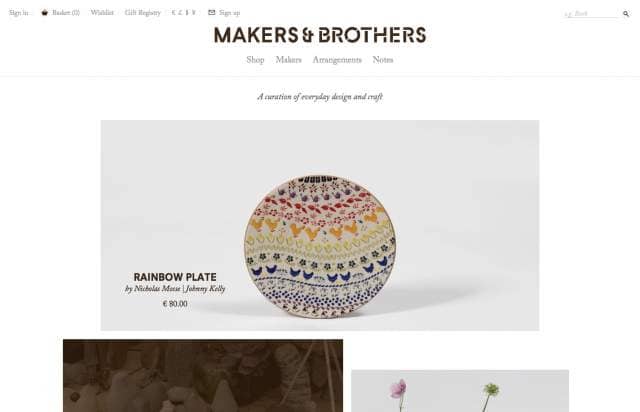 Sign in Basket (0) Wishlist Gift Registry € £ $ ¥ Sign up
e.g. Book
MAKERS & BROTHERS
Shop Makers Arrangements Notes
A curation of everyday design and craft
RAINBOW PLATE
by Nicholas Mosse | Johnny Kelly
€ 80.00